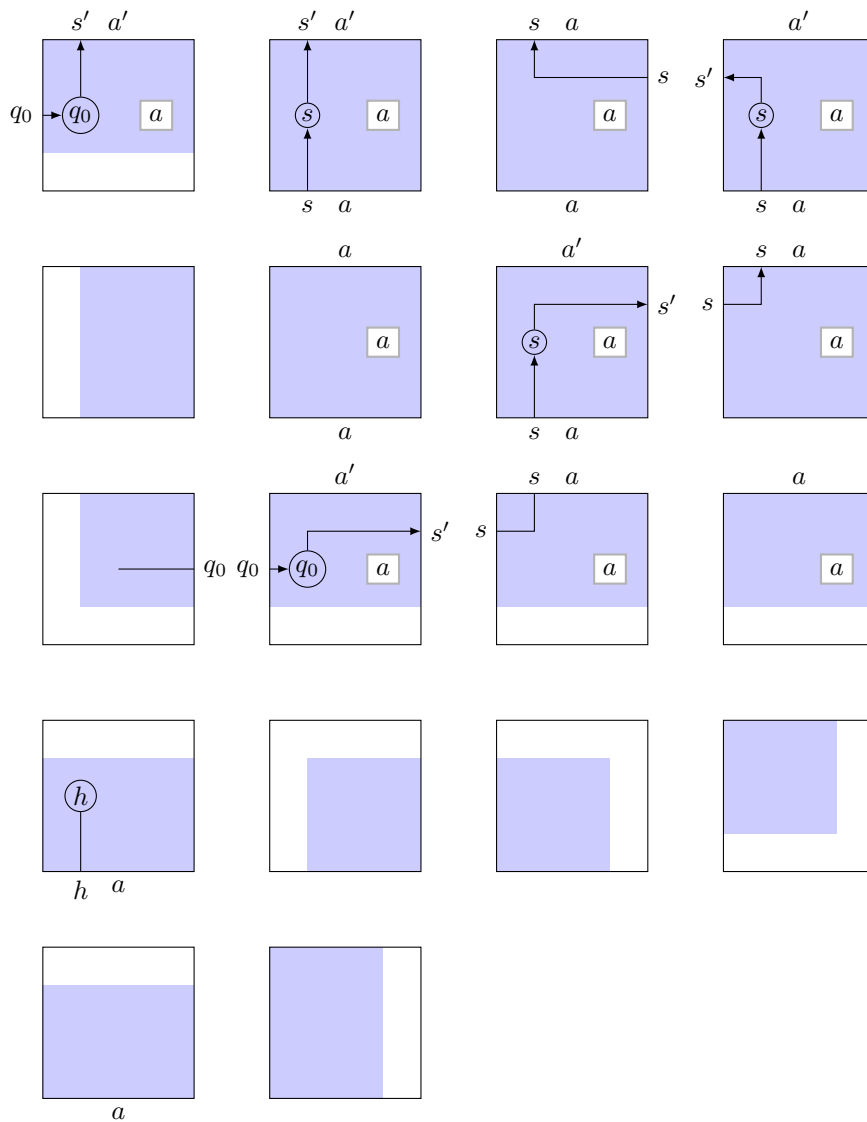 s′ a′ s′ a′ s a a′
q₀ q₀ a s a s s′ s a
s a a s a
a a′ s a
a s a s′ s a
a s a
a′ s a a
q₀ q₀ q₀ a s′ s a a
h
h a
a